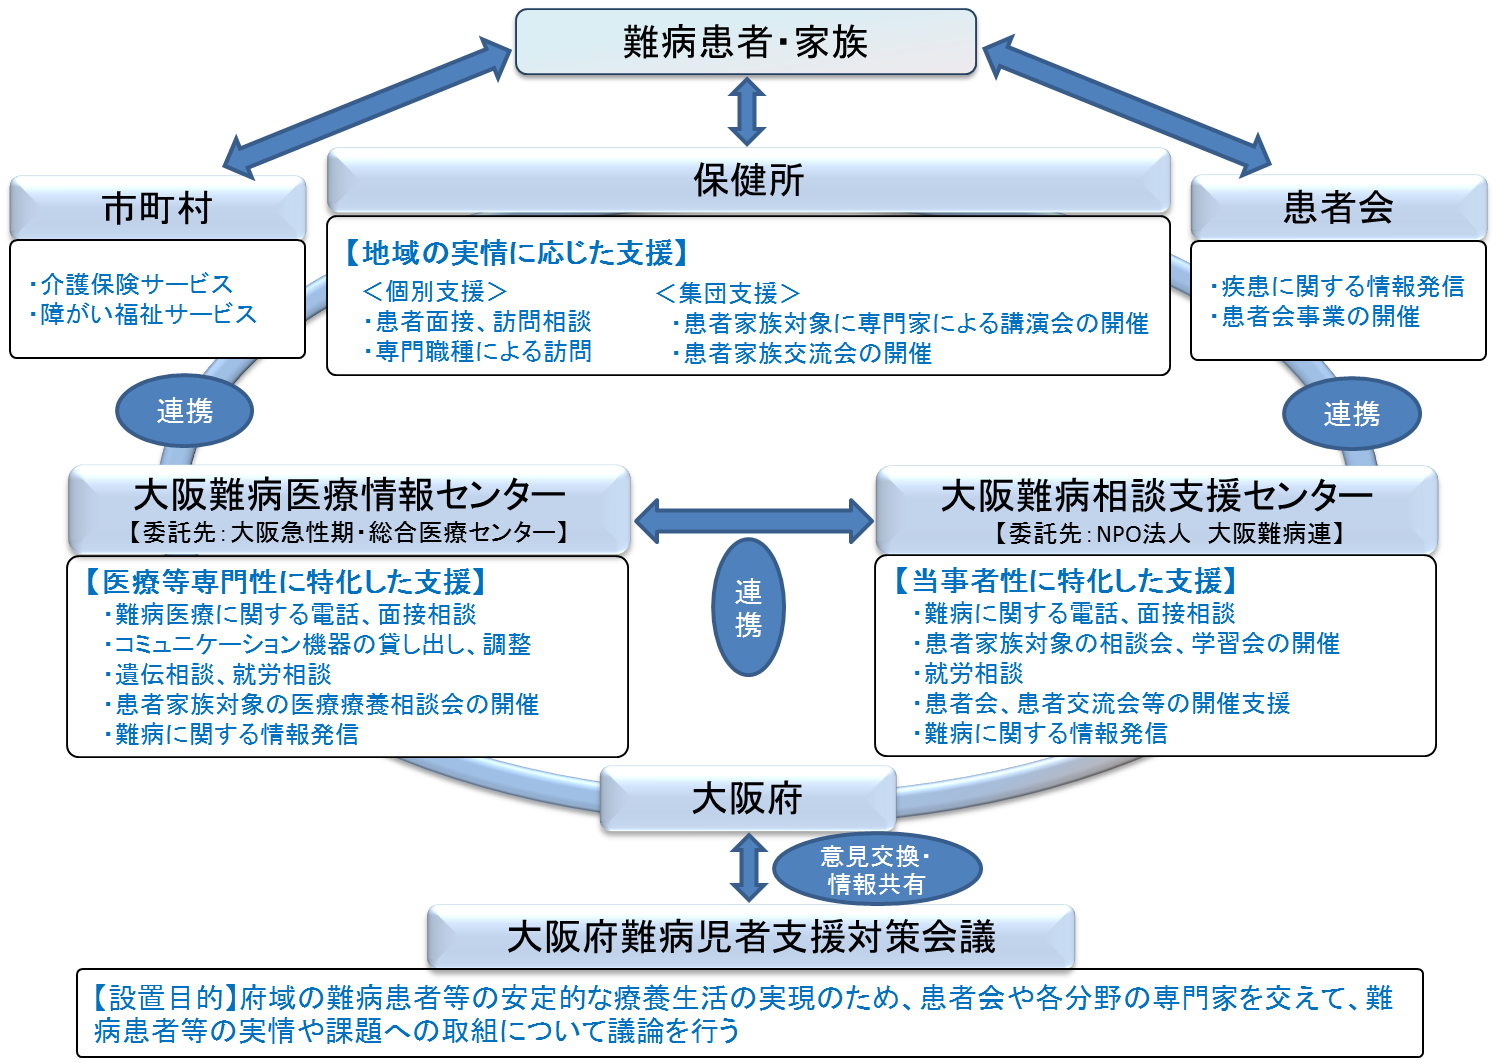 難病患者・家族
市町村
・介護保険サービス
・障がい福祉サービス
保健所
【地域の実情に応じた支援】
＜個別支援＞
・患者面接、訪問相談
・専門職種による訪問
＜集団支援＞
・患者家族対象に専門家による講演会の開催
・患者家族交流会の開催
患者会
・疾患に関する情報発信
・患者会事業の開催
連携
連携
大阪難病医療情報センター
【委託先：大阪急性期・総合医療センター】
【医療等専門性に特化した支援】
・難病医療に関する電話、面接相談
・コミュニケーション機器の貸し出し、調整
・遺伝相談、就労相談
・患者家族対象の医療療養相談会の開催
・難病に関する情報発信
連
携
大阪難病相談支援センター
【委託先：NPO法人　大阪難病連】
【当事者性に特化した支援】
・難病に関する電話、面接相談
・患者家族対象の相談会、学習会の開催
・就労相談
・患者会、患者交流会等の開催支援
・難病に関する情報発信
大阪府
意見交換・
情報共有
大阪府難病児者支援対策会議
【設置目的】府域の難病患者等の安定的な療養生活の実現のため、患者会や各分野の専門家を交えて、難
病患者等の実情や課題への取組について議論を行う